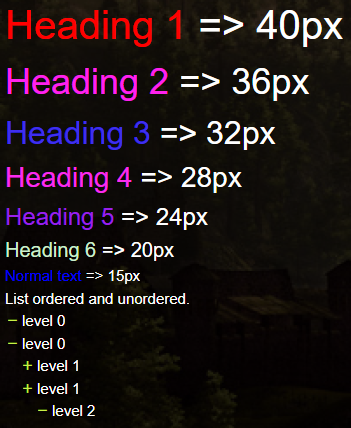 Heading 1 => 40px
Heading 2 => 36px
Heading 3 => 32px
Heading 4 => 28px
Heading 5 => 24px
Heading 6 => 20px
Normal text => 15px
List ordered and unordered.
− level 0
− level 0
+ level 1
+ level 1
− level 2